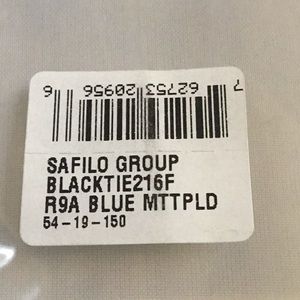 7 62753 20956 6
SAFILO GROUP
BLACKTIE216F
R9A BLUE MTTPLD
54-19-150